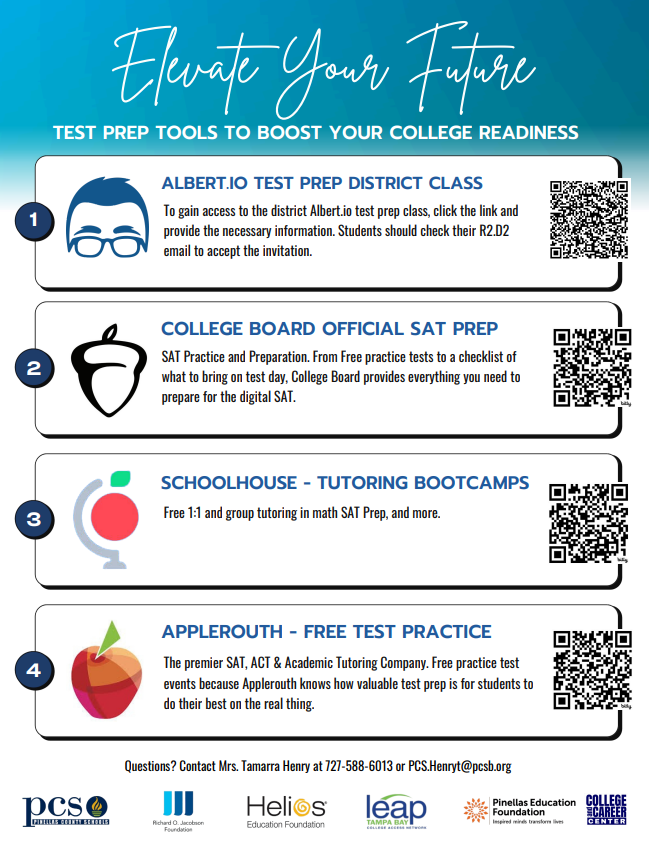 Elevate Your Future
TEST PREP TOOLS TO BOOST YOUR COLLEGE READINESS
1
ALBERT.IO TEST PREP DISTRICT CLASS
To gain access to the district Albert.io test prep class, click the link and
provide the necessary information. Students should check their R2.D2
email to accept the invitation.
2
COLLEGE BOARD OFFICIAL SAT PREP
SAT Practice and Preparation. From Free practice tests to a checklist of
what to bring on test day, College Board provides everything you need to
prepare for the digital SAT.
bitly
3
SCHOOLHOUSE - TUTORING BOOTCAMPS
Free 1:1 and group tutoring in math SAT Prep, and more.
bitly
4
APPLEROUTH - FREE TEST PRACTICE
The premier SAT, ACT & Academic Tutoring Company. Free practice test
events because Applerouth knows how valuable test prep is for students to
do their best on the real thing.
bitly
Questions? Contact Mrs. Tamarra Henry at 727-588-6013 or PCS.Henryt@pcsb.org
pcs
PINELLAS COUNTY SCHOOLS
Richard O. Jacobson
Foundation
Helios
Education Foundation
leap
TAMPA BAY
COLLEGE ACCESS NETWORK
Pinellas Education
Foundation
Inspired minds transform lives
COLLEGE
AND CAREER
CENTER